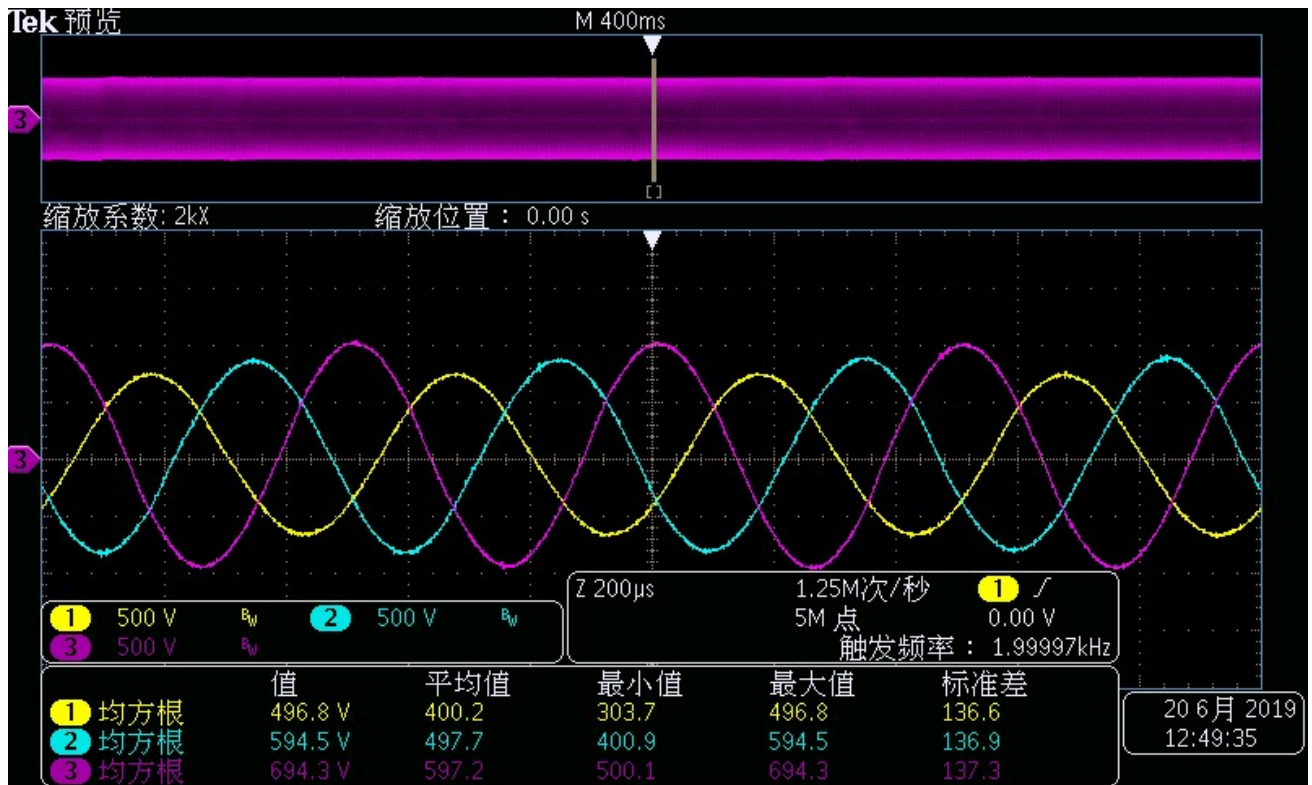 Tek 预览 M 400ms
3
缩放系数: 2kX 缩放位置： 0.00 s
3
Z 200µs 1.25M次/秒 1
1 500 V BW 2 500 V BW 5M 点 0.00 V
3 500 V BW 触发频率： 1.99997kHz
值 平均值 最小值 最大值 标准差
1 均方根 496.8 V 400.2 303.7 496.8 136.6
2 均方根 594.5 V 497.7 400.9 594.5 136.9
3 均方根 694.3 V 597.2 500.1 694.3 137.3
20 6月 2019
12:49:35